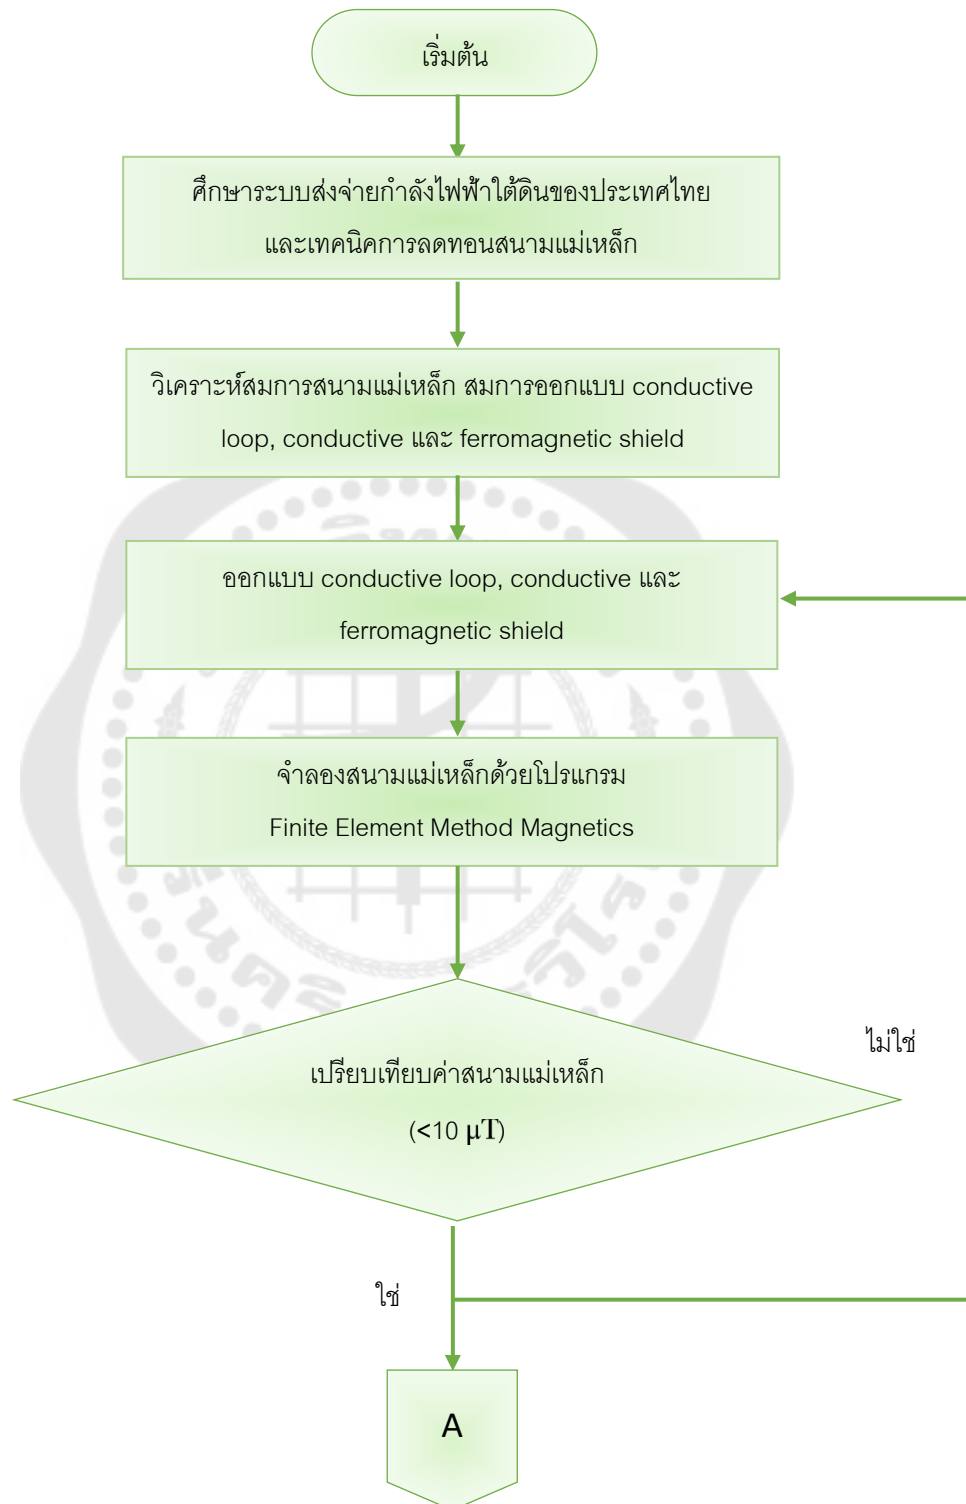 เริ่มต้น
ศึกษาระบบส่งจ่ายกำลังไฟฟ้าใต้ดินของประเทศไทย
และเทคนิคการลดทอนสนามแม่เหล็ก
วิเคราะห์สมการสนามแม่เหล็ก สมการออกแบบ conductive
loop, conductive และ ferromagnetic shield
ออกแบบ conductive loop, conductive และ
ferromagnetic shield
จำลองสนามแม่เหล็กด้วยโปรแกรม
Finite Element Method Magnetics
ไม่ใช่
เปรียบเทียบค่าสนามแม่เหล็ก
(<10 μT)
ใช่
A